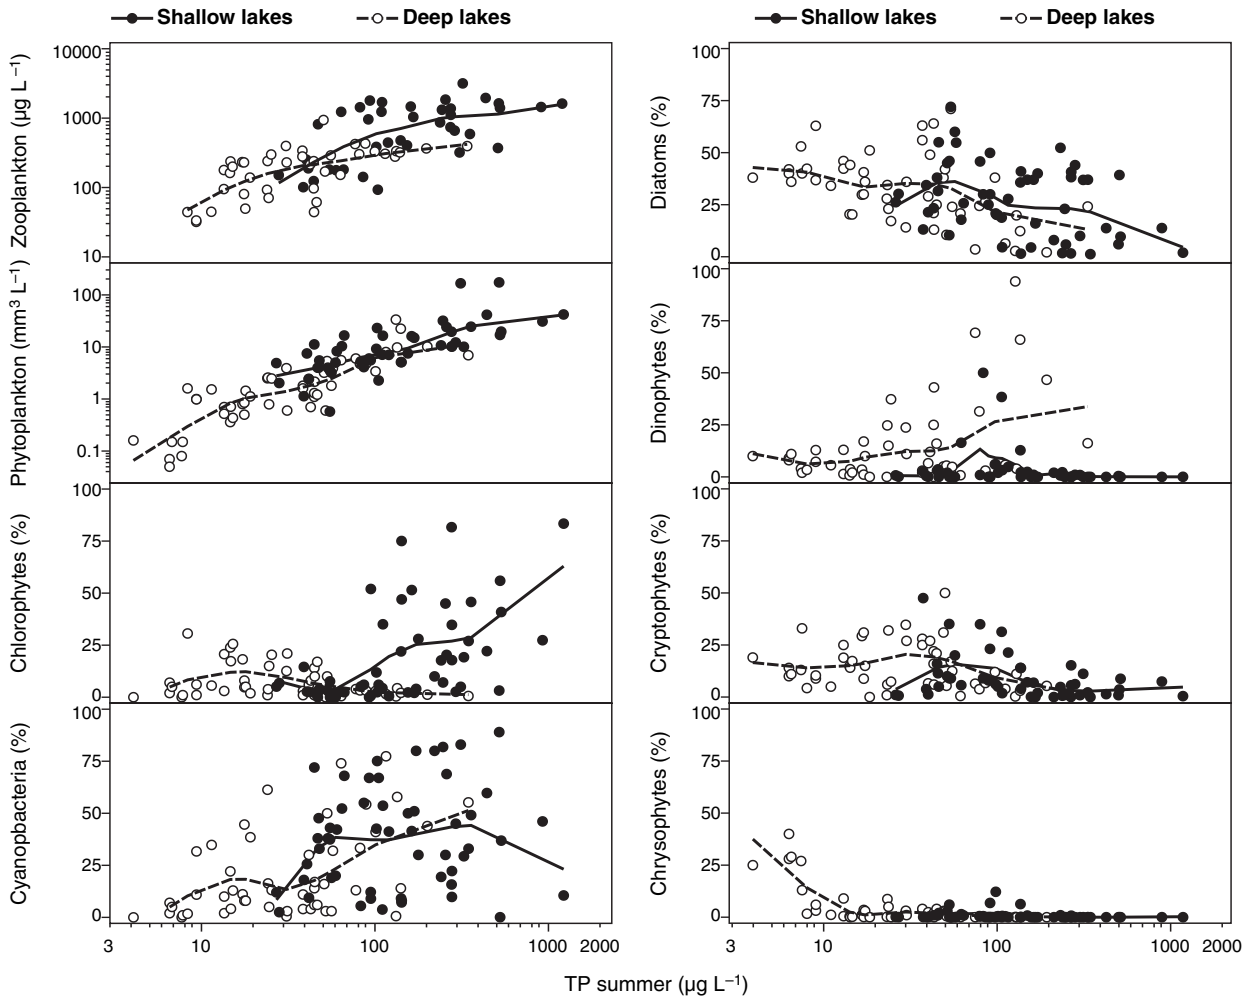 Shallow lakes Deep lakes
Shallow lakes Deep lakes
Zooplankton (µg L–1)
10000
1000
100
10
Phytoplankton (mm3 L–1)
100
10
1
0.1
Chlorophytes (%)
100
75
50
25
0
Cyanopbacteria (%)
100
75
50
25
0
3 10 100 1000 2000
Diatoms (%)
100
75
50
25
0
Dinophytes (%)
100
75
50
25
0
Cryptophytes (%)
100
75
50
25
0
Chrysophytes (%)
100
75
50
25
0
3 10 100 1000 2000
TP summer (µg L–1)